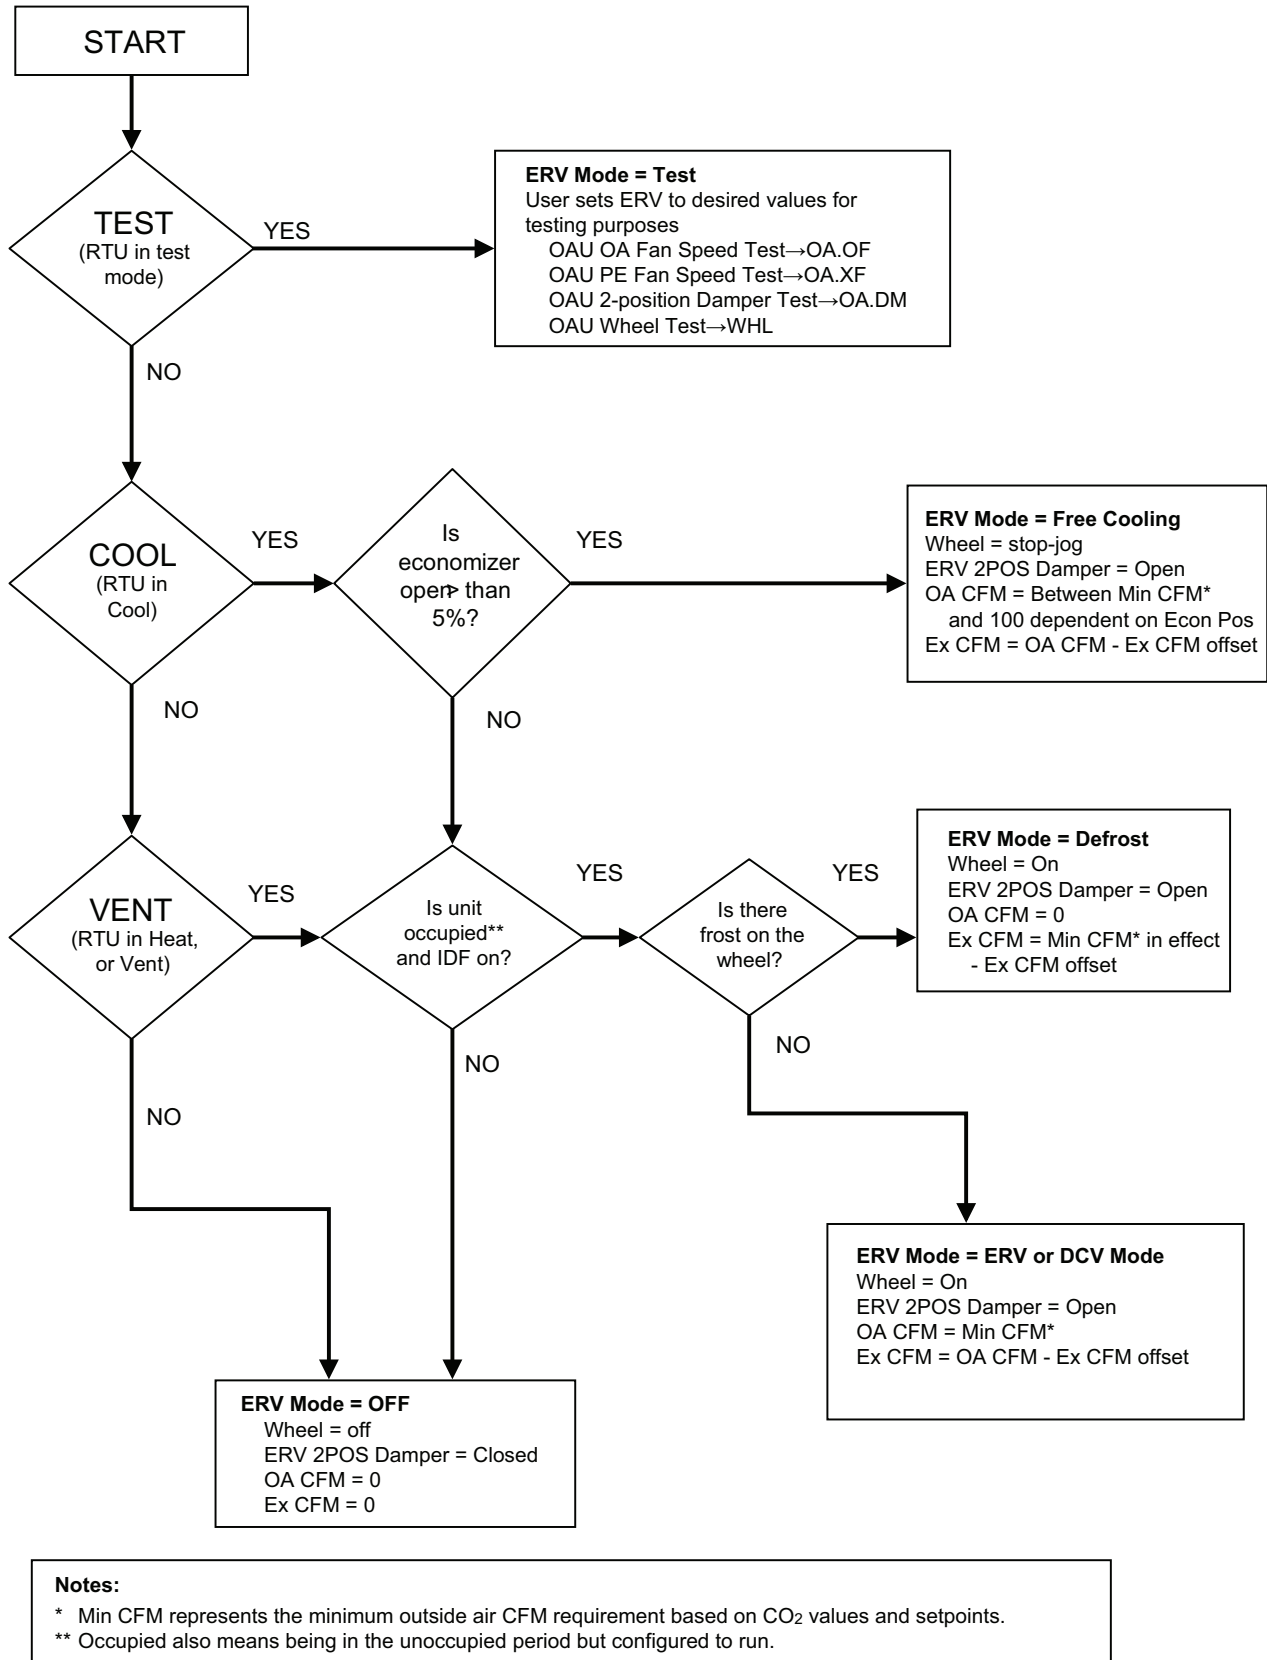 START
TEST
(RTU in test
mode)
YES
ERV Mode = Test
User sets ERV to desired values for
testing purposes
OAU OA Fan Speed Test→OA.OF
OAU PE Fan Speed Test→OA.XF
OAU 2-position Damper Test→OA.DM
OAU Wheel Test→WHL
NO
COOL
(RTU in
Cool)
YES
Is
economizer
open> than
5%?
YES
ERV Mode = Free Cooling
Wheel = stop-jog
ERV 2POS Damper = Open
OA CFM = Between Min CFM*
and 100 dependent on Econ Pos
Ex CFM = OA CFM - Ex CFM offset
NO
NO
VENT
(RTU in Heat,
or Vent)
YES
Is unit
occupied**
and IDF on?
YES
Is there
frost on the
wheel?
YES
ERV Mode = Defrost
Wheel = On
ERV 2POS Damper = Open
OA CFM = 0
Ex CFM = Min CFM* in effect
- Ex CFM offset
NO
NO
NO
ERV Mode = ERV or DCV Mode
Wheel = On
ERV 2POS Damper = Open
OA CFM = Min CFM*
Ex CFM = OA CFM - Ex CFM offset
ERV Mode = OFF
Wheel = off
ERV 2POS Damper = Closed
OA CFM = 0
Ex CFM = 0
Notes:
* Min CFM represents the minimum outside air CFM requirement based on CO2 values and setpoints.
** Occupied also means being in the unoccupied period but configured to run.